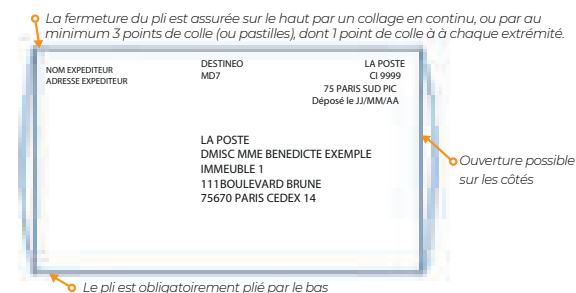 La fermeture du pli est assurée sur le haut par un collage en continu, ou par au
minimum 3 points de colle (ou pastilles), dont 1 point de colle à à chaque extrémité.
NOM EXPEDITEUR
ADRESSE EXPEDITEUR
DESTINEO
MD7
LA POSTE
CI 9999
75 PARIS SUD PIC
Déposé le JJ/MM/AA
LA POSTE
DMISC MME BENEDICTE EXEMPLE
IMMEUBLE 1
111BOULEVARD BRUNE
75670 PARIS CEDEX 14
Ouverture possible
sur les côtés
Le pli est obligatoirement plié par le bas